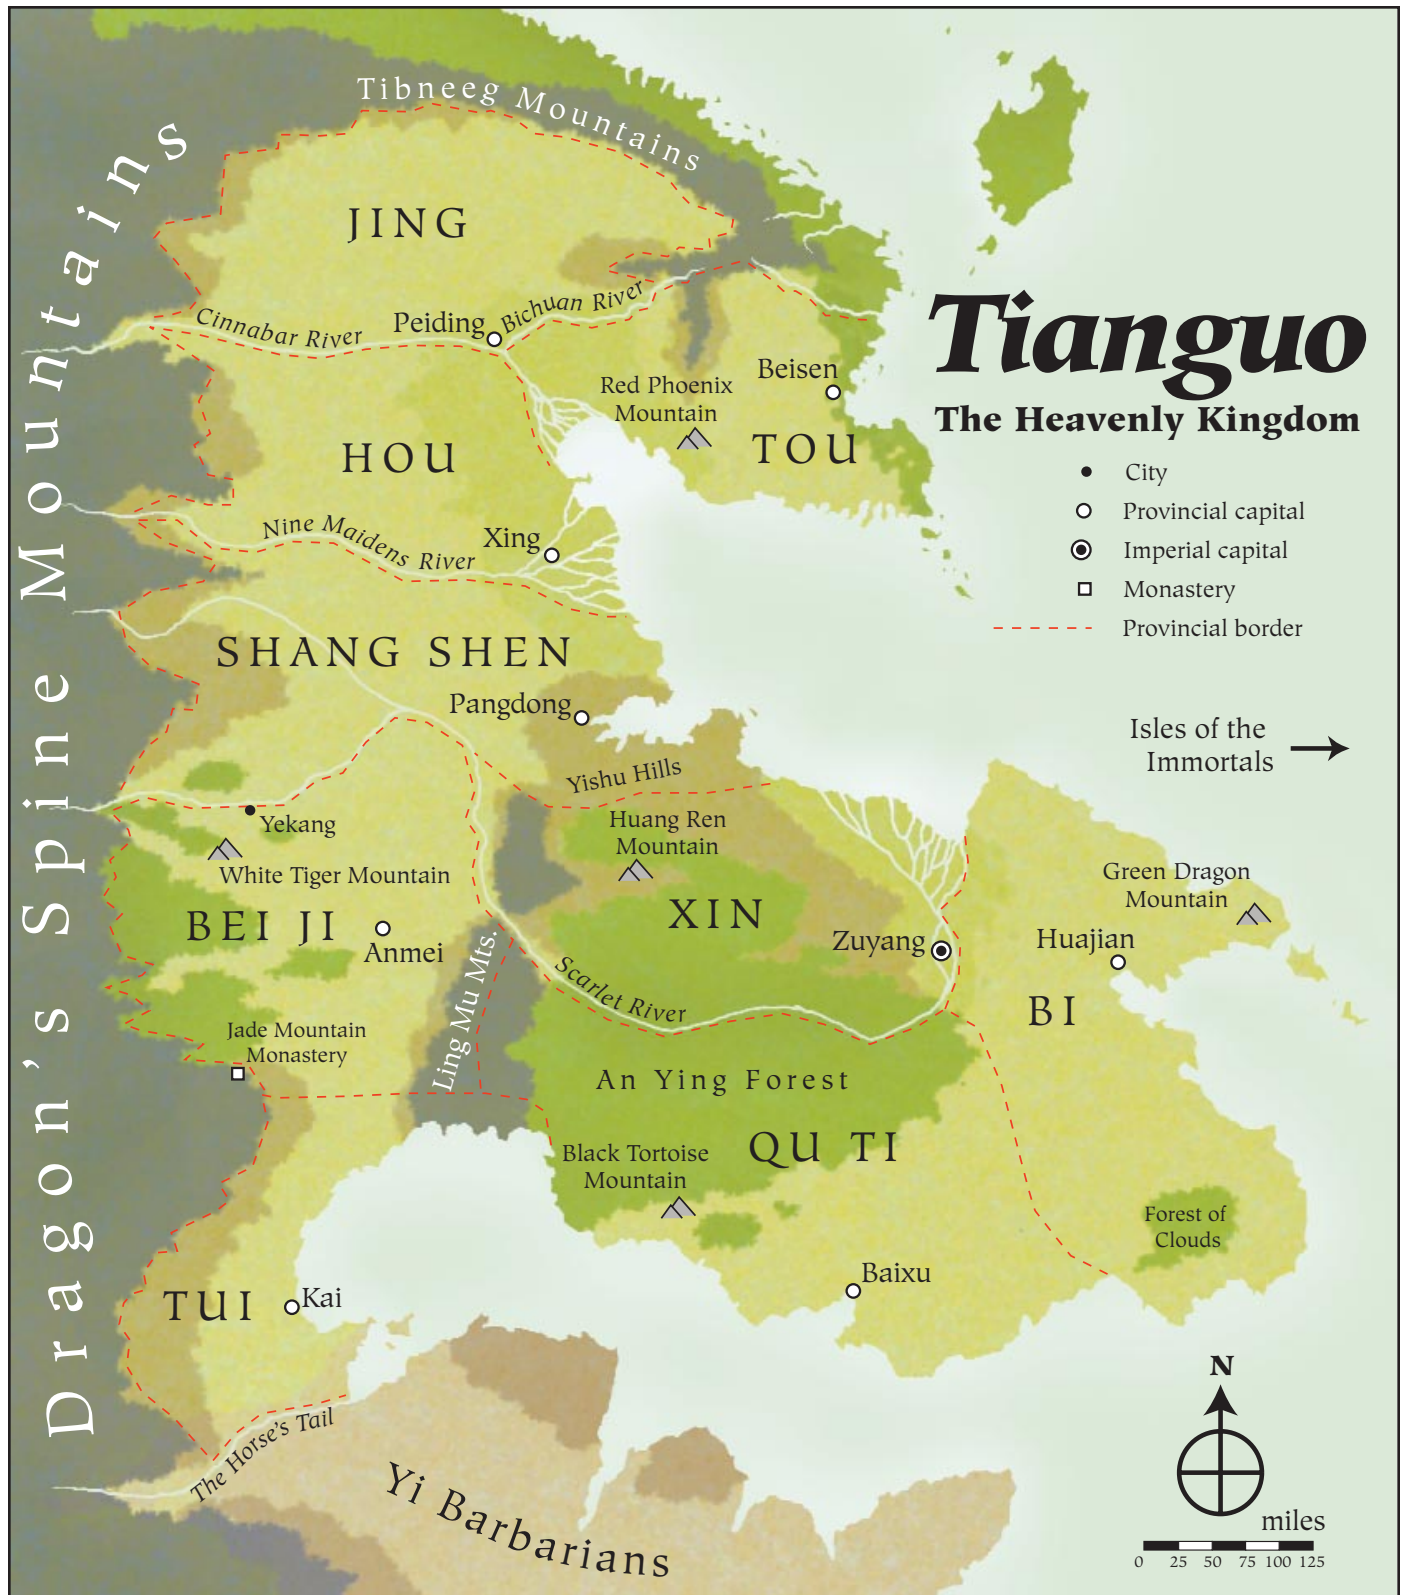 Tianguo
The Heavenly Kingdom
City
Provincial capital
Imperial capital
Monastery
Provincial border
Isles of the
Immortals
Dragon's Spine Mountains
Tibneeg Mountains
JING
Cinnabar River
Peiding
Bichuan River
Red Phoenix
Mountain
Beisen
TOU
HOU
Nine Maidens River
Xing
SHANG SHEN
Pangdong
Yishu Hills
Yekang
White Tiger Mountain
BEI JI
Anmei
Huang Ren
Mountain
XIN
Zuyang
Green Dragon
Mountain
Huajian
BI
Scarlet River
Ling Mu Mts.
Jade Mountain
Monastery
An Ying Forest
QU TI
Black Tortoise
Mountain
Forest of
Clouds
Baixu
TUI
Kai
The Horse's Tail
Yi Barbarians
N
miles
0 25 50 75 100 125